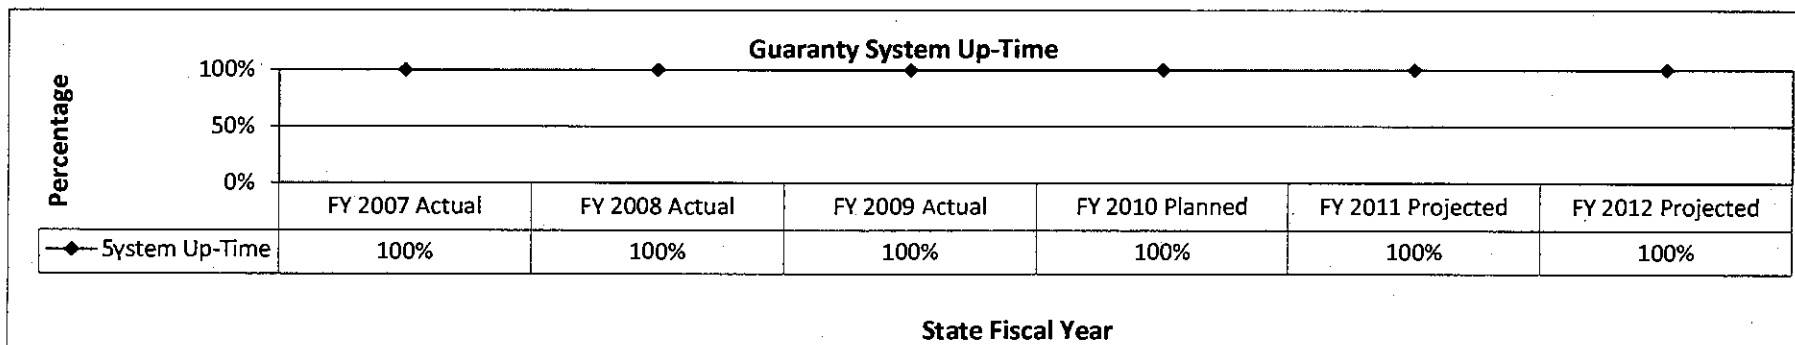 Guaranty System Up-Time
Percentage
100%
50%
0%
FY 2007 Actual FY 2008 Actual FY 2009 Actual FY 2010 Planned FY 2011 Projected FY 2012 Projected
System Up-Time 100% 100% 100% 100% 100% 100%
State Fiscal Year